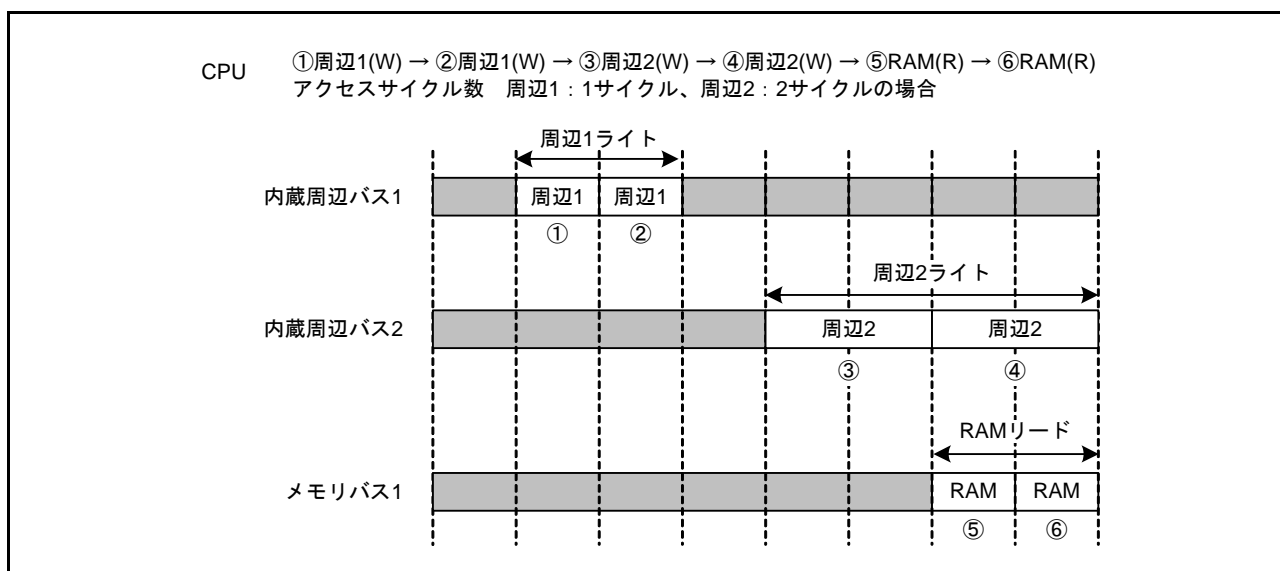 CPU ①周辺1(W) → ②周辺1(W) → ③周辺2(W) → ④周辺2(W) → ⑤RAM(R) → ⑥RAM(R)
アクセスサイクル数 周辺1：1サイクル、周辺2：2サイクルの場合
周辺1ライト
内蔵周辺バス1 周辺1 周辺1
① ②
周辺2ライト
内蔵周辺バス2 周辺2 周辺2
③ ④
RAMリード
メモリバス1 RAM RAM
⑤ ⑥